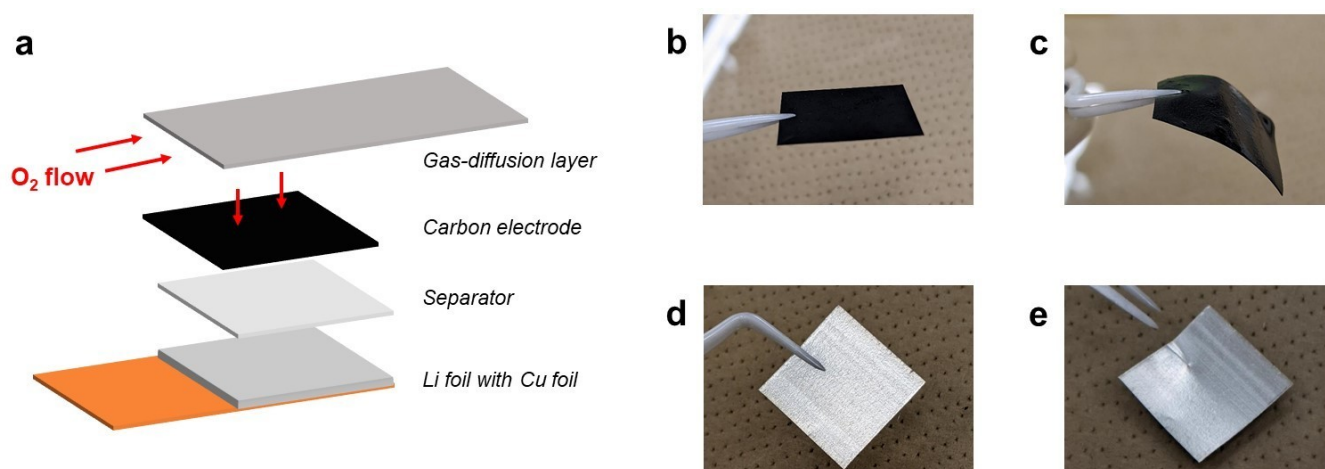 a
O₂ flow
Gas-diffusion layer
Carbon electrode
Separator
Li foil with Cu foil
b
c
d
e